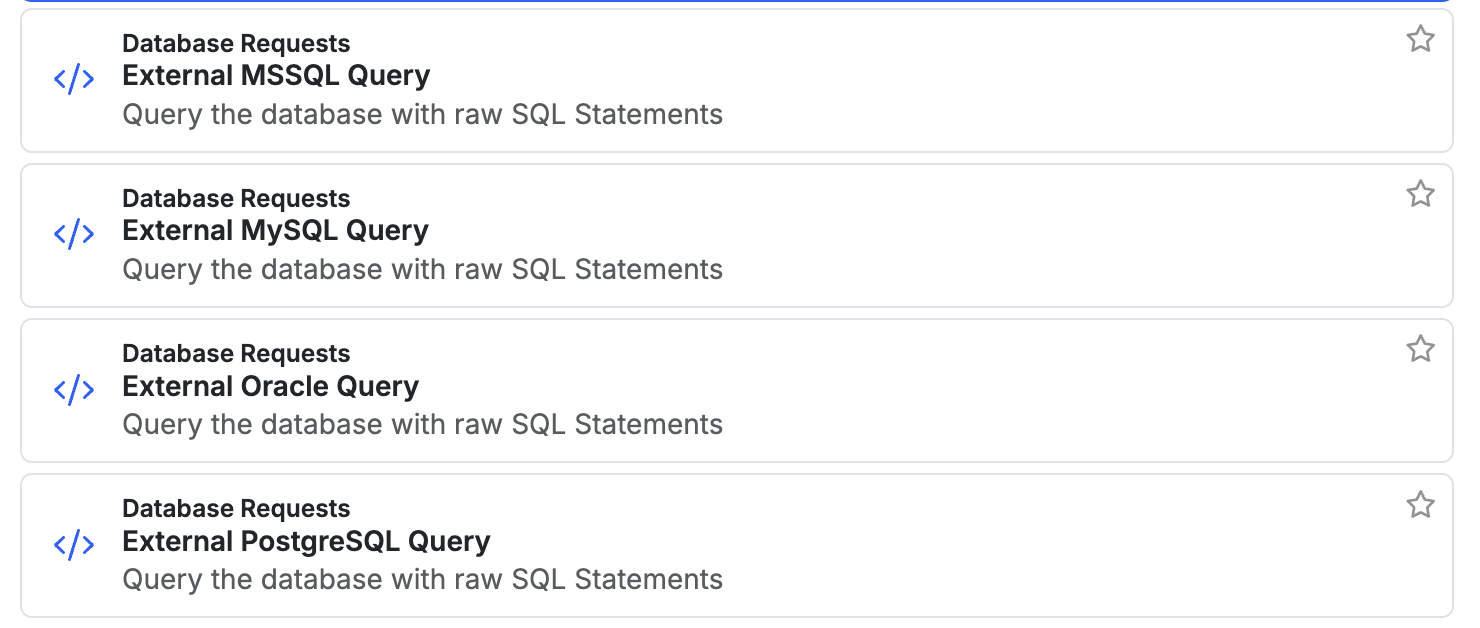 Database Requests
External MSSQL Query
Query the database with raw SQL Statements
Database Requests
External MySQL Query
Query the database with raw SQL Statements
Database Requests
External Oracle Query
Query the database with raw SQL Statements
Database Requests
External PostgreSQL Query
Query the database with raw SQL Statements